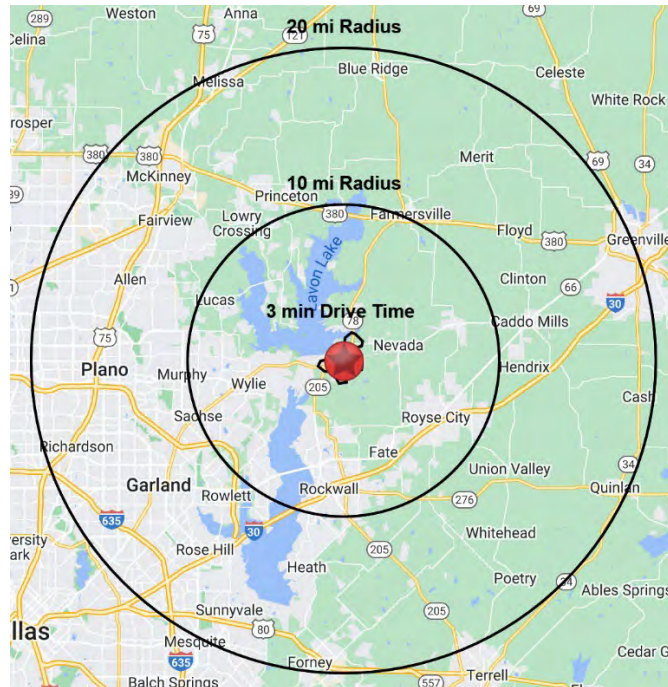 Weston
Anna
20 mi Radius
289
75
121
Celina
Blue Ridge
Celeste
Melissa
White Rock
rosper
380
380
380
69
34
McKinney
Merit
Princeton
10 mi Radius
Fairview
Lowry
Crossing
380
Farmersville
Floyd
380
Greenville
Lavon Lake
Allen
Clinton
Lucas
66
30
3 min Drive Time
78
Caddo Mills
75
Nevada
Plano
Murphy
Wylie
Hendrix
205
Cash
Sachse
Royse City
Richardson
Fate
34
Union Valley
Garland
Rowlett
Rockwall
Quinlan
276
635
30
Whitehead
Rose Hill
205
Heath
Poetry
34
Ables Springs
Sunnyvale
80
205
llas
Mesquite
635
Forney
Terrell
Cedar G
Balch Springs
557